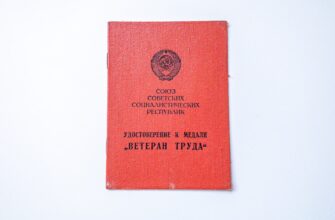 СОЮЗ
СОВЕТСКИХ
СОЦИАЛИСТИЧЕСКИХ
РЕСПУБЛИК
УДОСТОВЕРЕНИЕ К МЕДАЛИ
„ВЕТЕРАН ТРУДА“